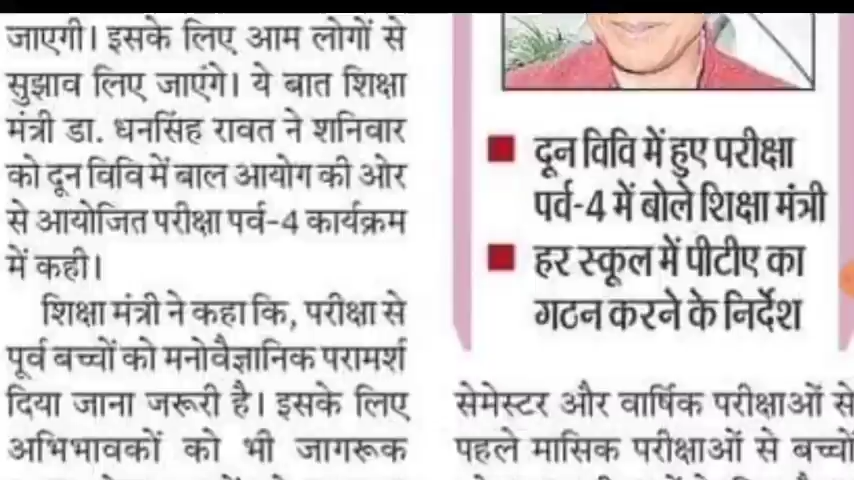 जाएगी। इसके लिए आम लोगों से
सुझाव लिए जाएंगे। ये बात शिक्षा
मंत्री डा. धनसिंह रावत ने शनिवार
को दून विवि में बाल आयोग की ओर
से आयोजित परीक्षा पर्व-4 कार्यक्रम
में कही।
शिक्षा मंत्री ने कहा कि, परीक्षा से
पूर्व बच्चों को मनोवैज्ञानिक परामर्श
दिया जाना जरूरी है। इसके लिए
अभिभावकों को भी जागरूक
दून विवि में हुए परीक्षा
पर्व-4 में बोले शिक्षा मंत्री
हर स्कूल में पीटीए का
गठन करने के निर्देश
सेमेस्टर और वार्षिक परीक्षाओं से
पहले मासिक परीक्षाओं से बच्चों